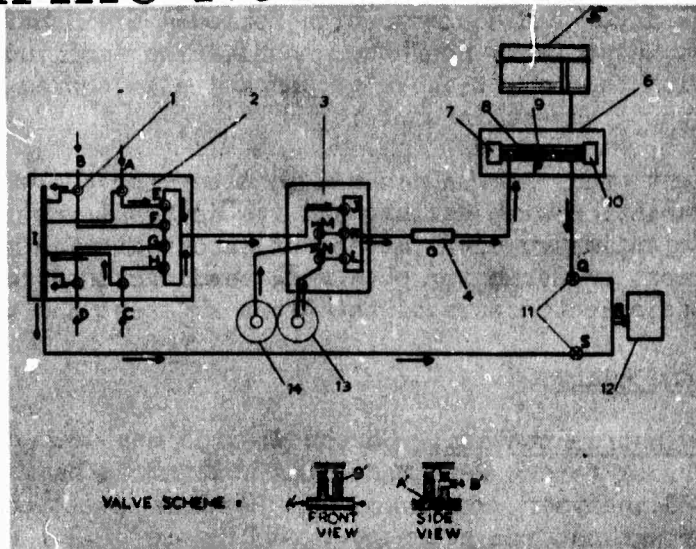 5
1
2
3
8
9
6
7
B
A
10
E
F
G
H
I
J
K
L
M
N
O
4
Q
D
C
11
S
R
12
14
13
VALVE SCHEME :
A'
B'
A'
B'
FRONT
VIEW
SIDE
VIEW